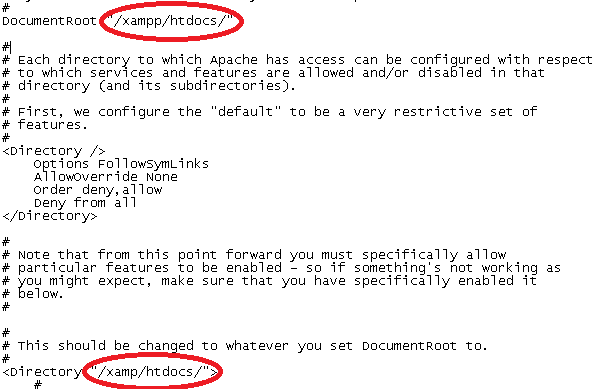 #
DocumentRoot "/xampp/htdocs/"
#
# Each directory to which Apache has access can be configured with respect
# to which services and features are allowed and/or disabled in that
# directory (and its subdirectories).
#
# First, we configure the "default" to be a very restrictive set of
# features.
#
<Directory />
    Options FollowSymLinks
    AllowOverride None
    Order deny,allow
    Deny from all
</Directory>
#
# Note that from this point forward you must specifically allow
# particular features to be enabled - so if something's not working as
# you might expect, make sure that you have specifically enabled it
# below.
#
#
# This should be changed to whatever you set DocumentRoot to.
#
<Directory "/xamp/htdocs/">
    #